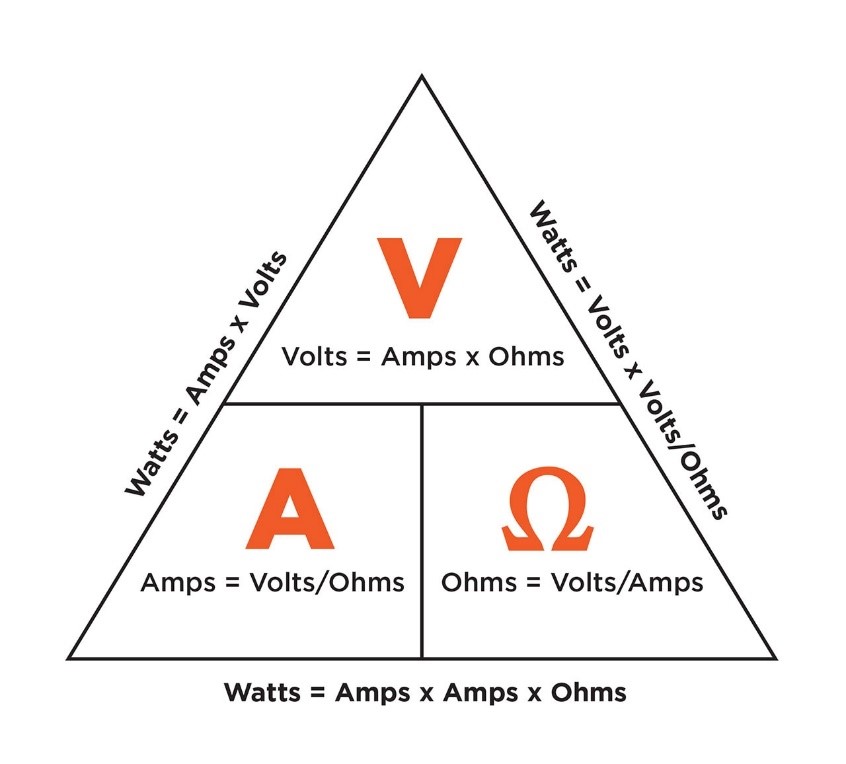 V
Volts = Amps x Ohms
Watts = Amps x Volts
Watts = Volts x Volts/Ohms
A
Amps = Volts/Ohms
Ω
Ohms = Volts/Amps
Watts = Amps x Amps x Ohms